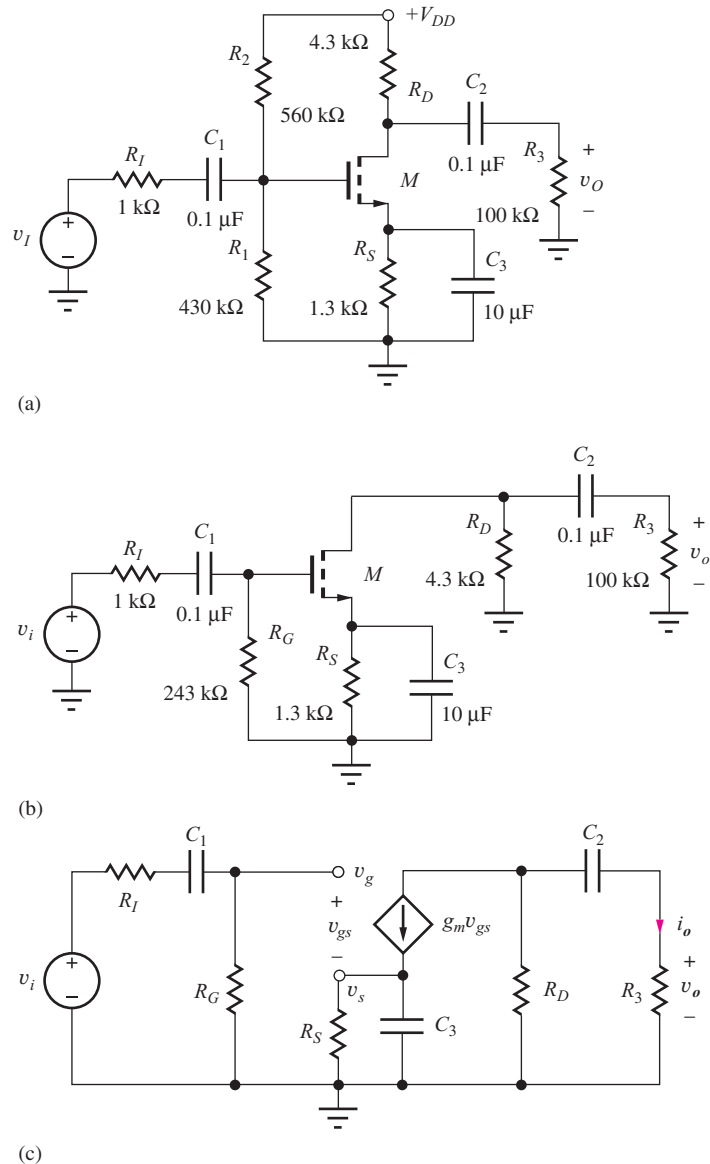 +V_DD
R_2
4.3 kΩ
R_D
C_2
560 kΩ
C_1
R_I
0.1 μF
R_3
+
v_O
−
M
1 kΩ
0.1 μF
100 kΩ
v_I
+
−
R_1
R_S
C_3
430 kΩ
1.3 kΩ
10 μF
(a)
C_2
R_D
0.1 μF
R_3
+
v_o
−
C_1
R_I
M
4.3 kΩ
100 kΩ
1 kΩ
0.1 μF
v_i
+
−
R_G
R_S
C_3
243 kΩ
1.3 kΩ
10 μF
(b)
C_1
C_2
R_I
v_g
+
v_gs
−
g_m v_gs
i_o
v_i
+
−
R_G
v_s
R_D
R_3
+
v_o
−
R_S
C_3
(c)